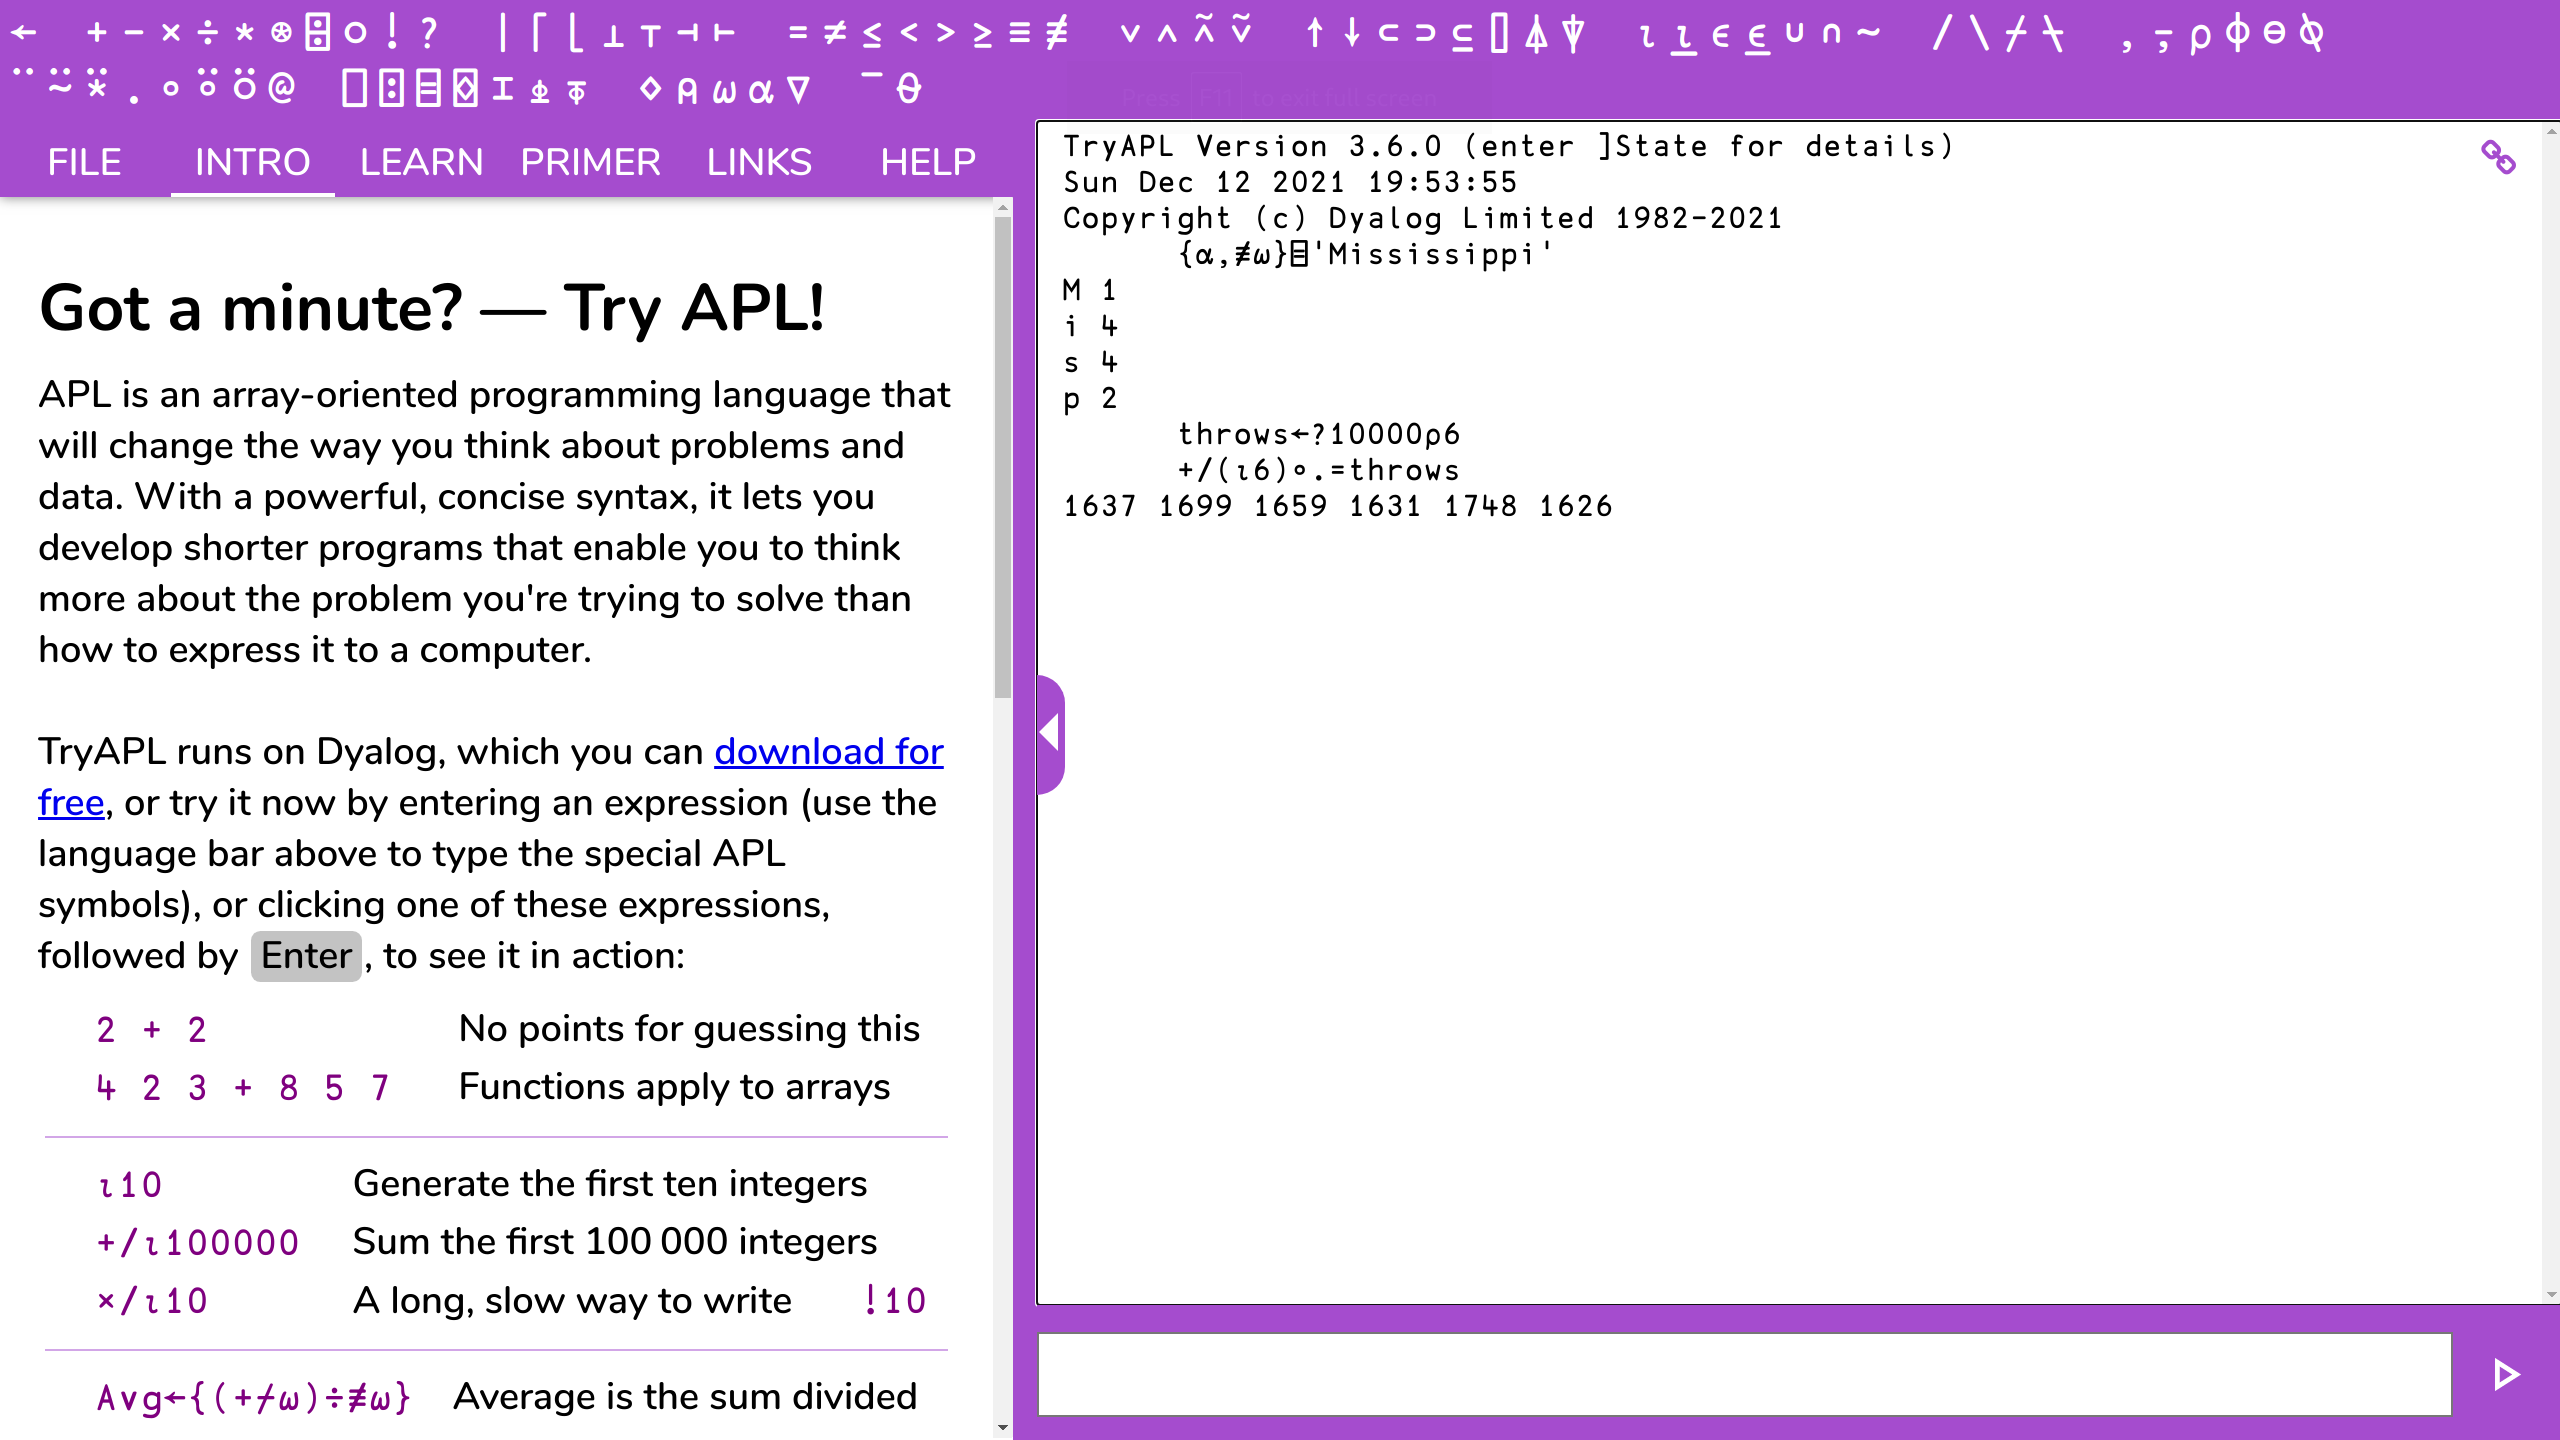 ← + - × ÷ * ⍟ ⌹ ○ ! ? | ⌈ ⌊ ⊥ ⊤ ⊣ ⊢ = ≠ ≤ < > ≥ ≡ ≢ ∨ ∧ ⍲ ⍱ ↑ ↓ ⊂ ⊃ ⊆ ⌷ ⍋ ⍒ ⍳ ⍸ ∊ ⍷ ∪ ∩ ~ / \ ⌿ ⍀ , ⍪ ⍴ ⌽ ⊖ ⍉
¨ ⍨ ⍣ . ∘ ⍤ ⍥ @ ⎕ ⍠ ⌸ ⌺ ⌶ ⍎ ⍕ ⋄ ⍝ ⍵ ⍺ ∇ ¯ ⍬
FILE INTRO LEARN PRIMER LINKS HELP
Got a minute? — Try APL!
APL is an array-oriented programming language that
will change the way you think about problems and
data. With a powerful, concise syntax, it lets you
develop shorter programs that enable you to think
more about the problem you're trying to solve than
how to express it to a computer.
TryAPL runs on Dyalog, which you can download for
free, or try it now by entering an expression (use the
language bar above to type the special APL
symbols), or clicking one of these expressions,
followed by Enter, to see it in action:
2 + 2 No points for guessing this
4 2 3 + 8 5 7 Functions apply to arrays
⍳10 Generate the first ten integers
+/⍳100000 Sum the first 100 000 integers
×/⍳10 A long, slow way to write !10
Avg←{(+⌿⍵)÷≢⍵} Average is the sum divided
TryAPL Version 3.6.0 (enter ]State for details)
Sun Dec 12 2021 19:53:55
Copyright (c) Dyalog Limited 1982-2021
{⍺,≢⍵}⌸'Mississippi'
M 1
i 4
s 4
p 2
throws←?10000⍴6
+/(⍳6)∘.=throws
1637 1699 1659 1631 1748 1626